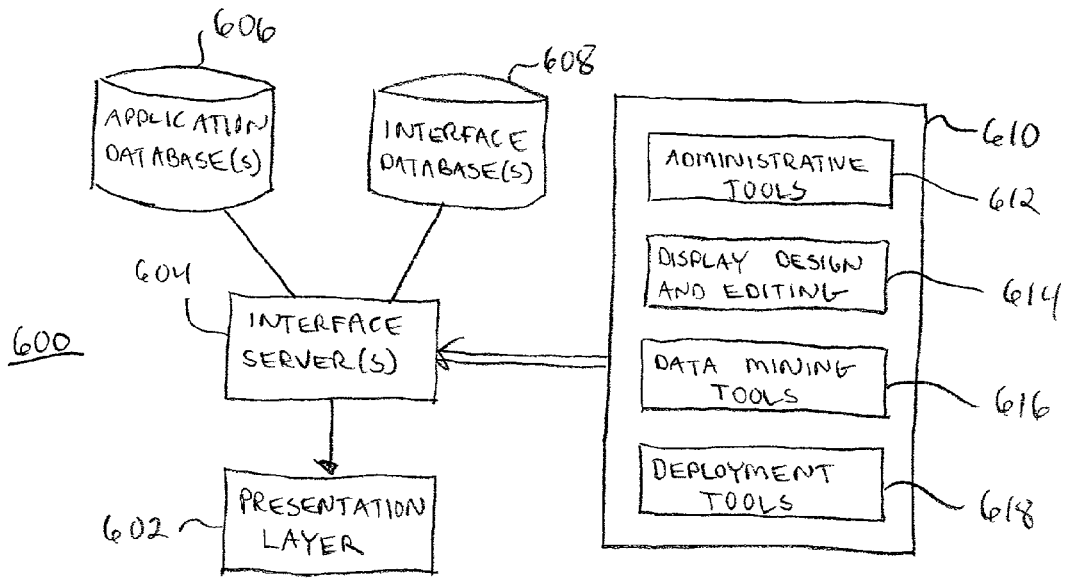 606
608
APPLICATION
DATABASE(S)
INTERFACE
DATABASE(S)
610
ADMINISTRATIVE
TOOLS
612
DISPLAY DESIGN
AND EDITING
614
604
INTERFACE
SERVER(S)
600
DATA MINING
TOOLS
616
DEPLOYMENT
TOOLS
618
602
PRESENTATION
LAYER